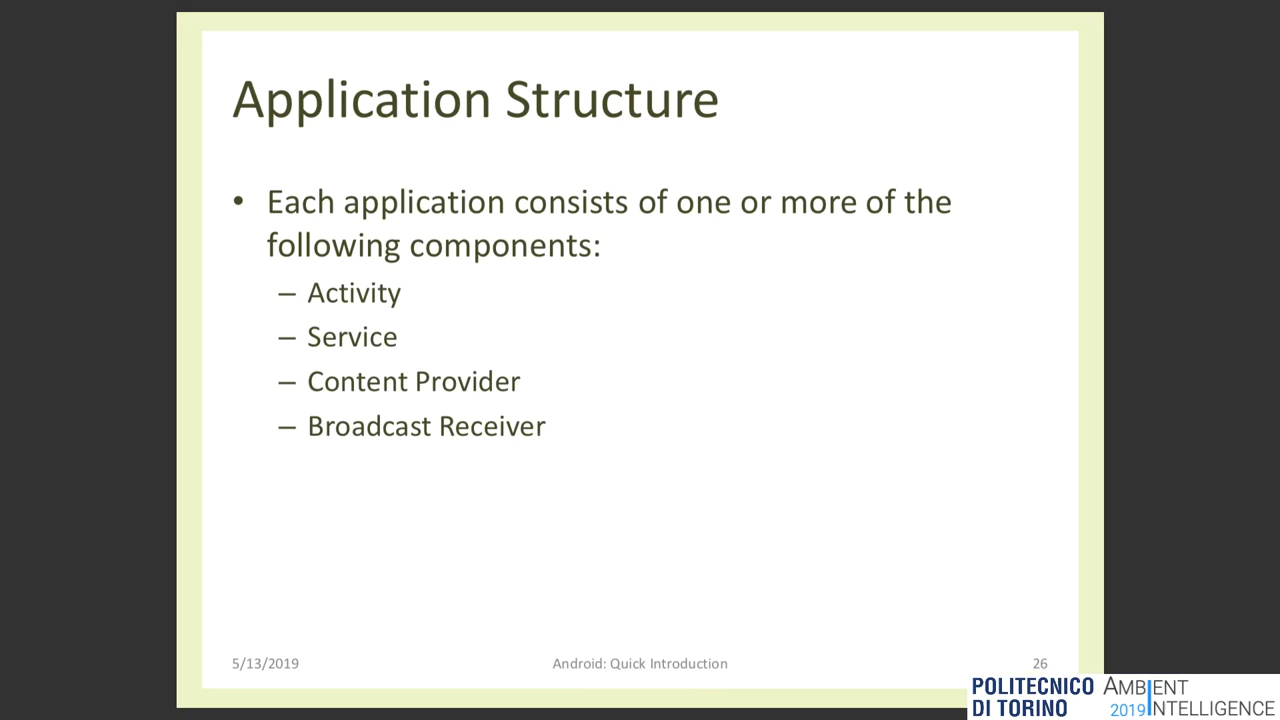 Application Structure
• Each application consists of one or more of the
following components:
– Activity
– Service
– Content Provider
– Broadcast Receiver
5/13/2019 Android: Quick Introduction 26
POLITECNICO
DI TORINO
AMBIENT
2019 INTELLIGENCE